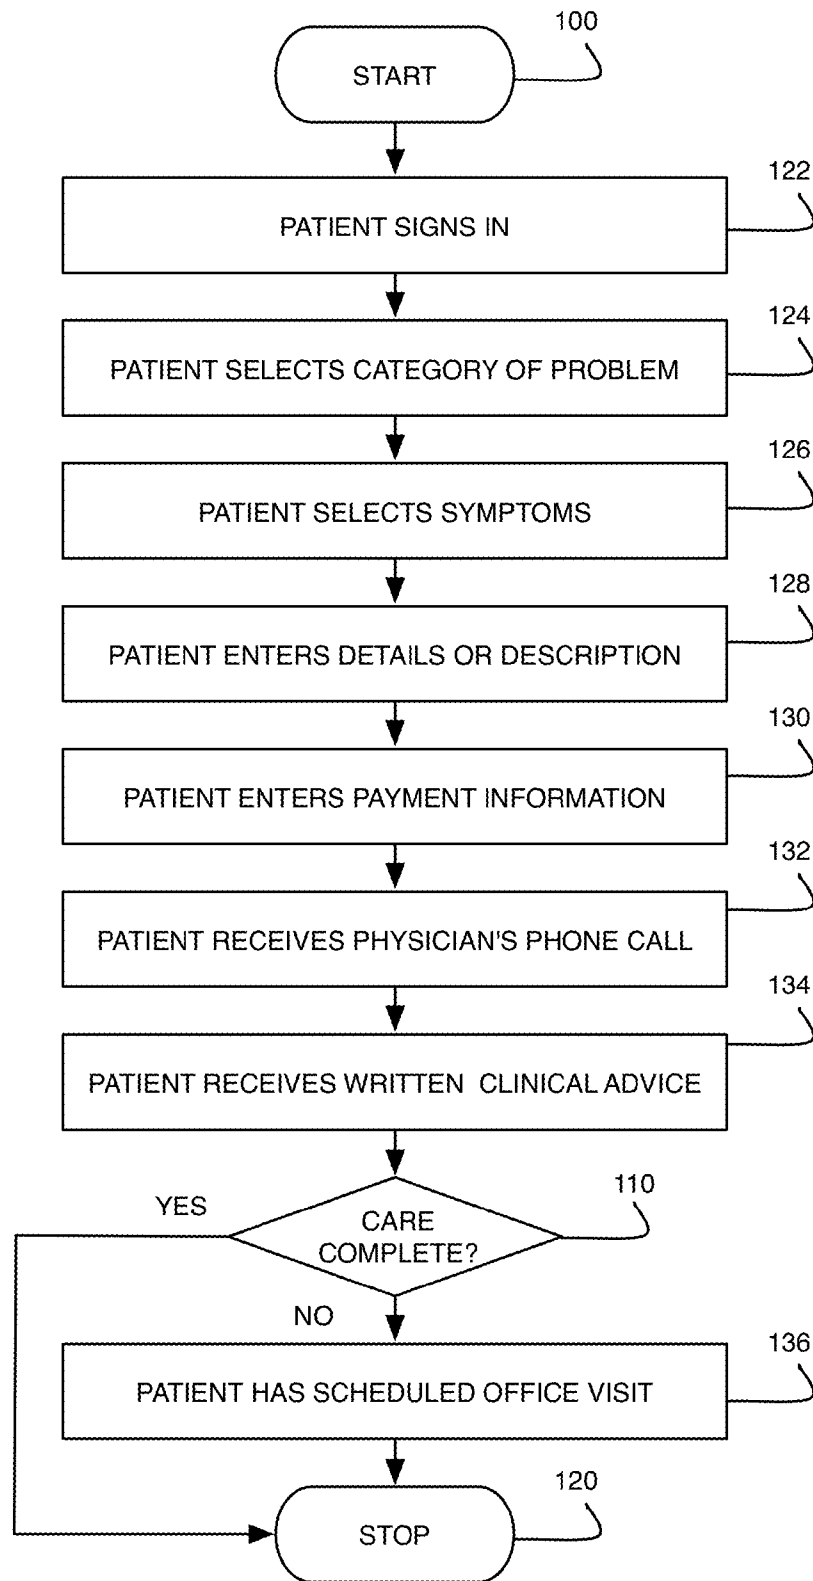 100
START
122
PATIENT SIGNS IN
124
PATIENT SELECTS CATEGORY OF PROBLEM
126
PATIENT SELECTS SYMPTOMS
128
PATIENT ENTERS DETAILS OR DESCRIPTION
130
PATIENT ENTERS PAYMENT INFORMATION
132
PATIENT RECEIVES PHYSICIAN'S PHONE CALL
134
PATIENT RECEIVES WRITTEN CLINICAL ADVICE
110
YES
CARE
COMPLETE?
NO
136
PATIENT HAS SCHEDULED OFFICE VISIT
120
STOP